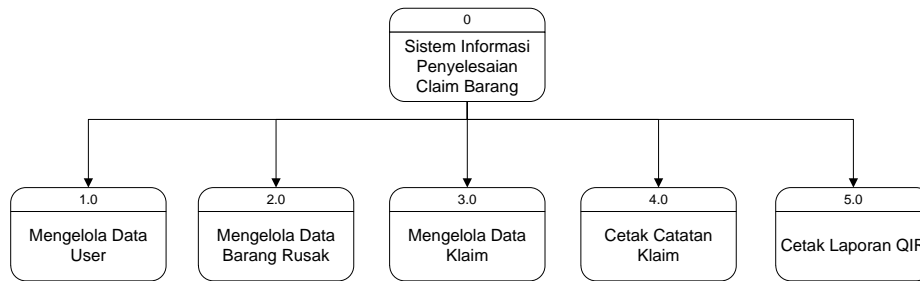 0
Sistem Informasi
Penyelesaian
Claim Barang
1.0
Mengelola Data
User
2.0
Mengelola Data
Barang Rusak
3.0
Mengelola Data
Klaim
4.0
Cetak Catatan
Klaim
5.0
Cetak Laporan QIR